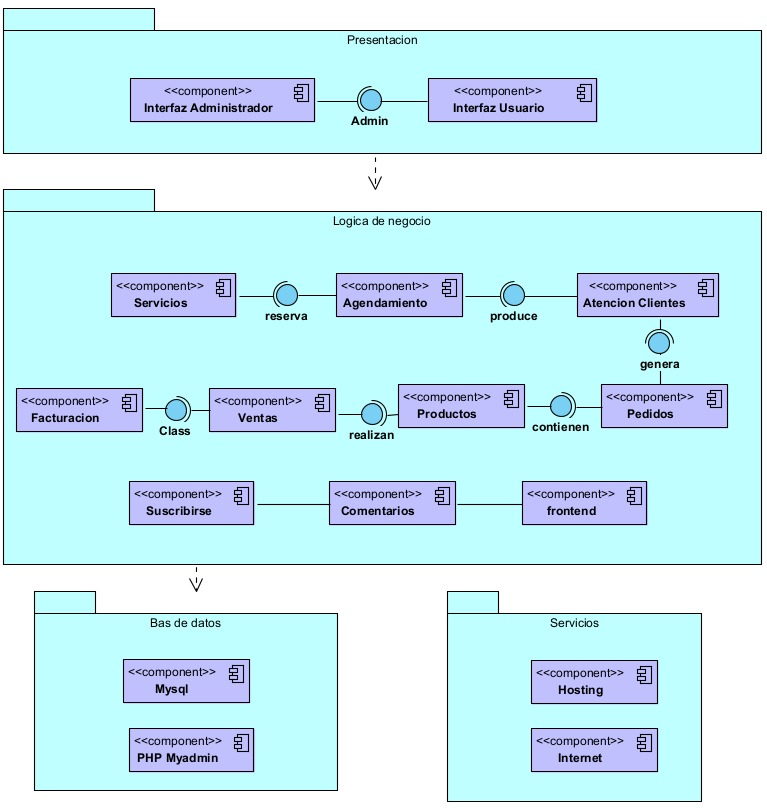 Presentacion
<<component>>
Interfaz Administrador
Admin
<<component>>
Interfaz Usuario
Logica de negocio
<<component>>
Servicios
reserva
<<component>>
Agendamiento
produce
<<component>>
Atencion Clientes
genera
<<component>>
Facturacion
Class
<<component>>
Ventas
realizan
<<component>>
Productos
contienen
<<component>>
Pedidos
<<component>>
Suscribirse
<<component>>
Comentarios
<<component>>
frontend
Bas de datos
<<component>>
Mysql
<<component>>
PHP Myadmin
Servicios
<<component>>
Hosting
<<component>>
Internet